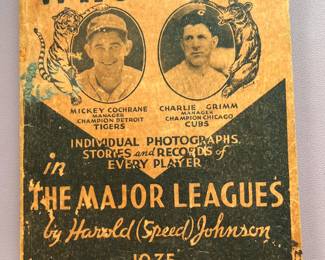 MICKEY COCHRANE
MANAGER
CHAMPION DETROIT
TIGERS
CHARLIE GRIMM
MANAGER
CHAMPION CHICAGO
CUBS
INDIVIDUAL PHOTOGRAPHS,
STORIES and RECORDS of
EVERY PLAYER
in
THE MAJOR LEAGUES
by Harold (Speed) Johnson